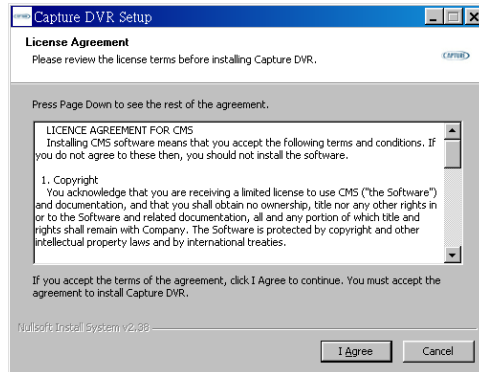 Capture DVR Setup
License Agreement
Please review the license terms before installing Capture DVR.
CAPTURE
Press Page Down to see the rest of the agreement.
LICENCE AGREEMENT FOR CMS
Installing CMS software means that you accept the following terms and conditions. If
you do not agree to these then, you should not install the software.
1. Copyright
You acknowledge that you are receiving a limited license to use CMS ("the Software")
and documentation, and that you shall obtain no ownership, title nor any other rights in
or to the Software and related documentation, all and any portion of which title and
rights shall remain with Company. The Software is protected by copyright and other
intellectual property laws and by international treaties.
If you accept the terms of the agreement, click I Agree to continue. You must accept the
agreement to install Capture DVR.
Nullsoft Install System v2.38
I Agree
Cancel